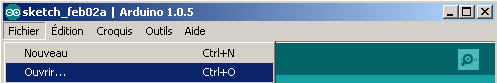 sketch_feb02a | Arduino 1.0.5
Fichier Édition Croquis Outils Aide
Nouveau Ctrl+N
Ouvrir... Ctrl+O